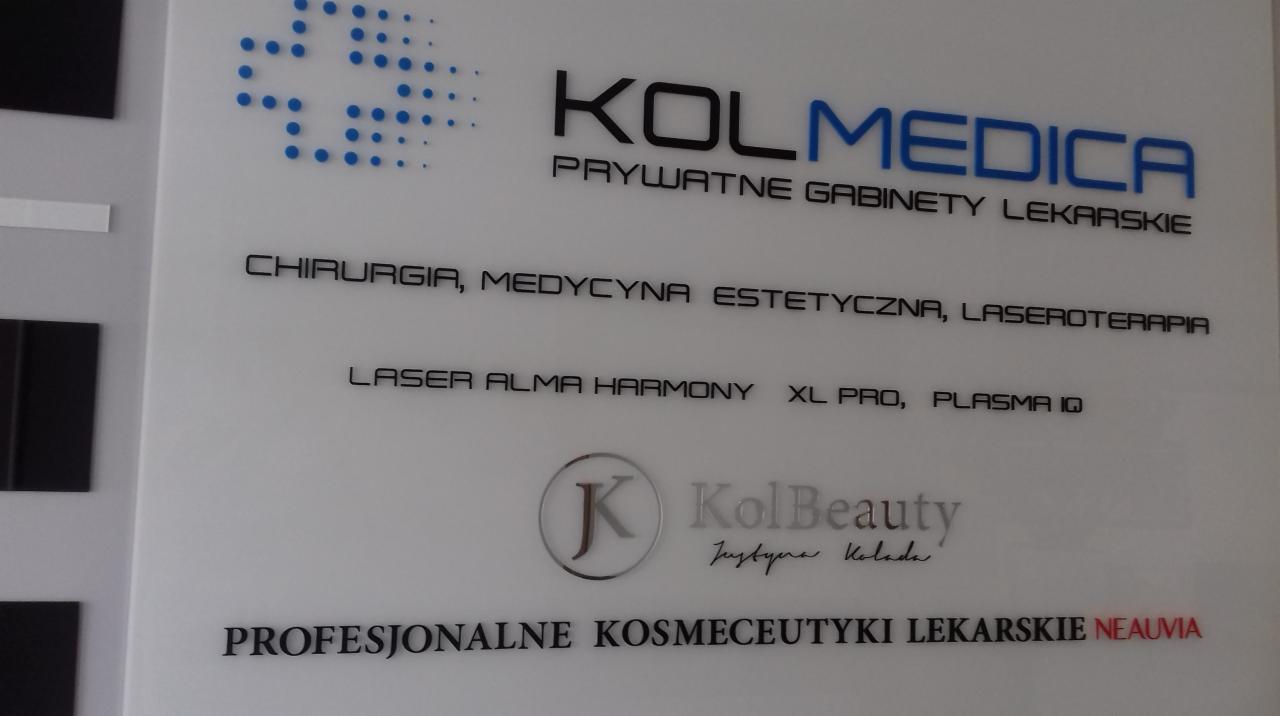 KOLMEDICA
PRYWATNE GABINETY LEKARSKIE
CHIRURGIA, MEDYCYNA ESTETYCZNA, LASEROTERAPIA
LASER ALMA HARMONY XL PRO, PLASMA IQ
JK KolBeauty
Justyna Kolada
PROFESJONALNE KOSMECEUTYKI LEKARSKIE NEAUVIA